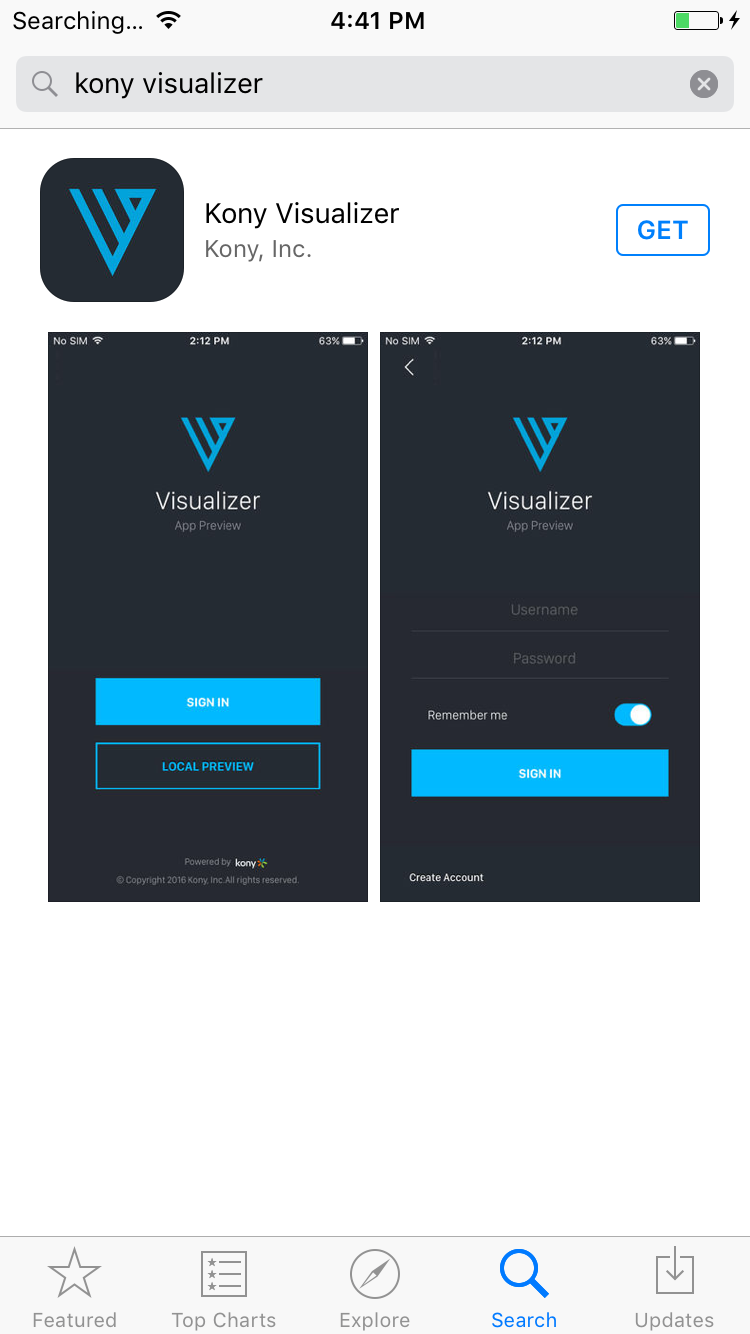 Searching... 4:41 PM
kony visualizer
Kony Visualizer
Kony, Inc.
GET
No SIM 2:12 PM 63%
Visualizer
App Preview
SIGN IN
LOCAL PREVIEW
Powered by kony
© Copyright 2016 Kony, Inc.All rights reserved.
No SIM 2:12 PM 63%
Visualizer
App Preview
Username
Password
Remember me
SIGN IN
Create Account
Featured Top Charts Explore Search Updates